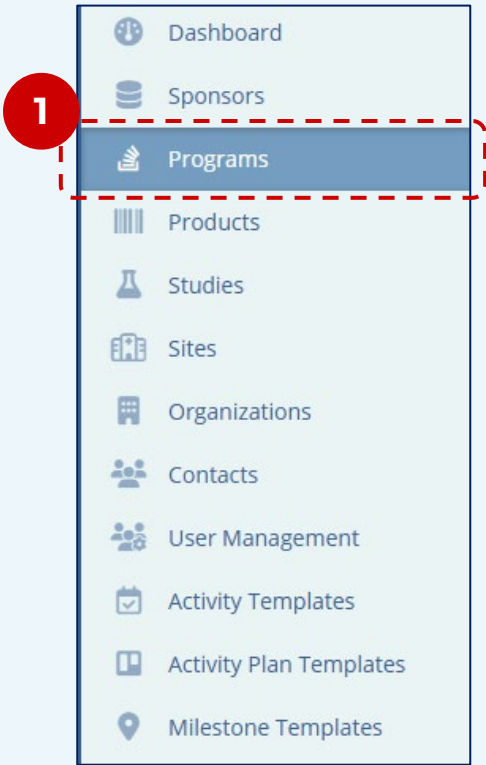 Dashboard
Sponsors
1
Programs
Products
Studies
Sites
Organizations
Contacts
User Management
Activity Templates
Activity Plan Templates
Milestone Templates